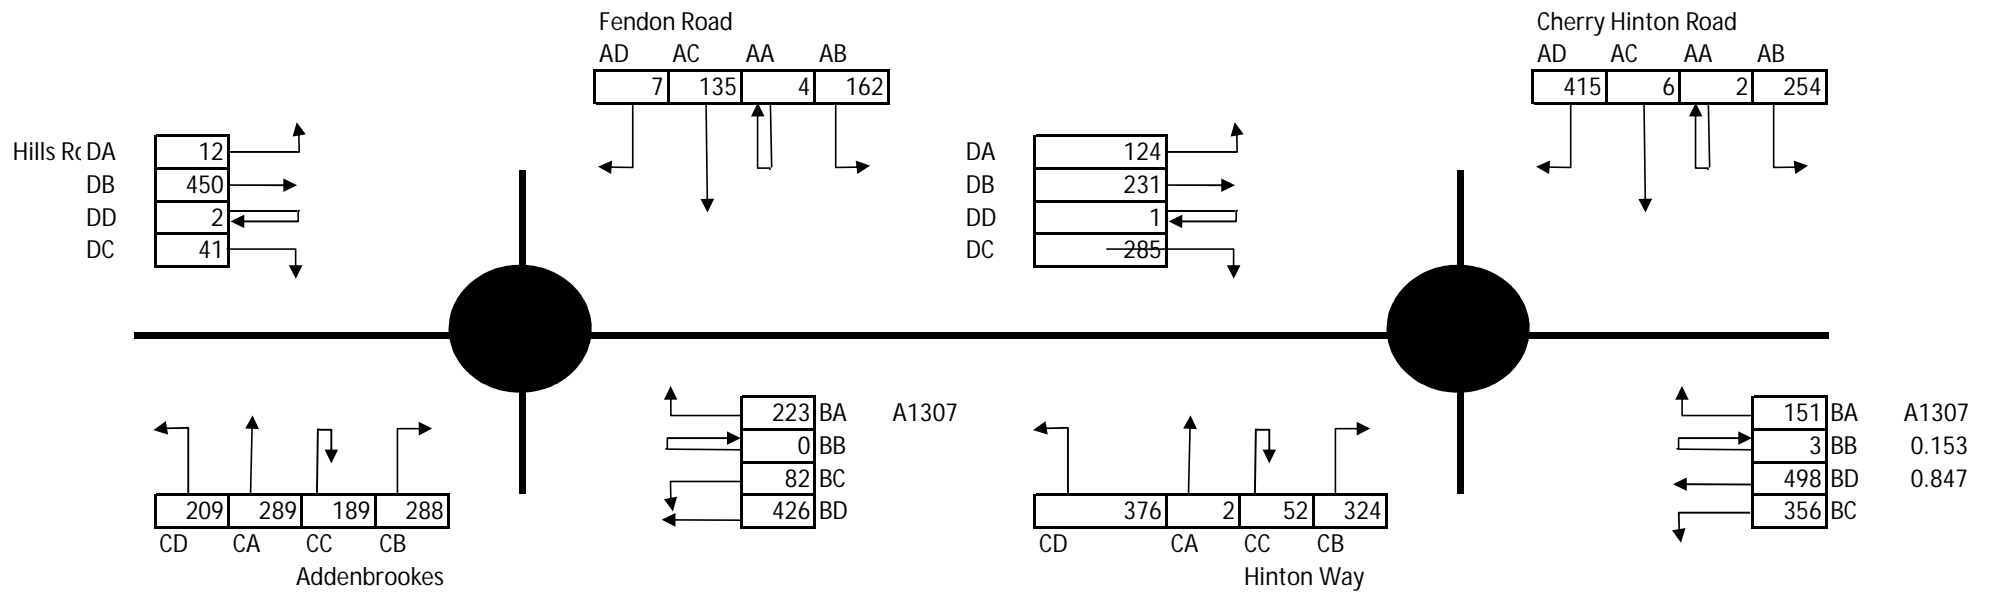 Fendon Road Cherry Hinton Road
AD AC AA AB AD AC AA AB
7 135 4 162 415 6 2 254
Hills Rc DA 12 DA 124
DB 450 DB 231
DD 2 DD 1
DC 41 DC 285
223 BA A1307 151 BA A1307
0 BB 3 BB 0.153
82 BC 498 BD 0.847
426 BD 356 BC
209 289 189 288 376 2 52 324
CD CA CC CB CD CA CC CB
Addenbrookes Hinton Way